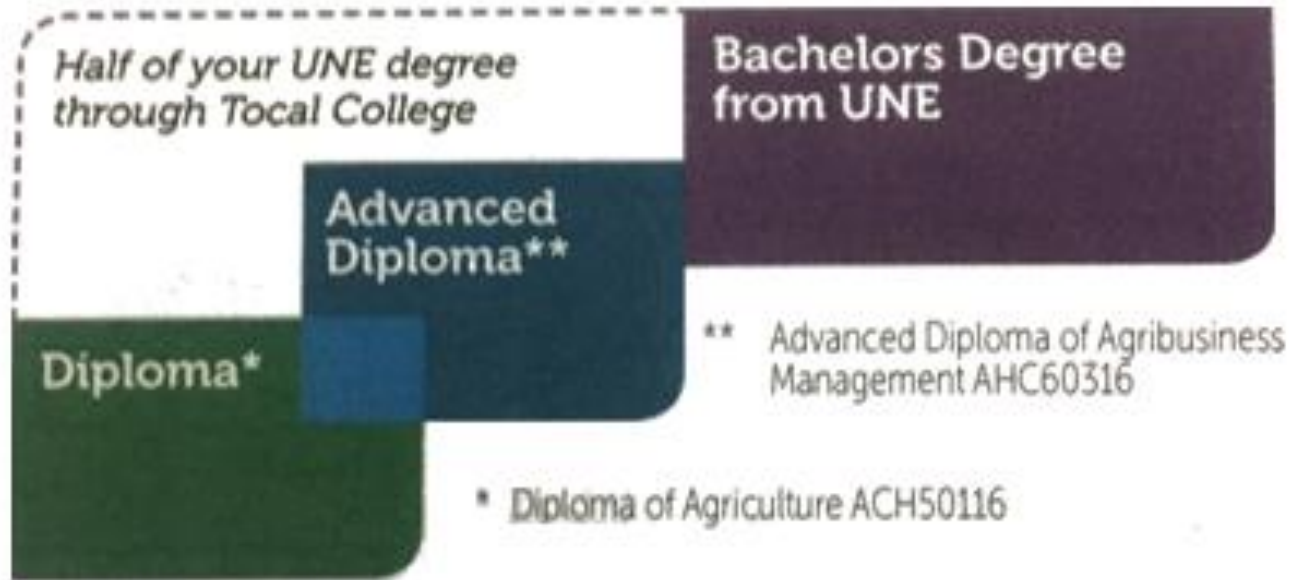 Half of your UNE degree
through Tocal College
Bachelors Degree
from UNE
Advanced
Diploma**
Diploma*
** Advanced Diploma of Agribusiness
Management AHC60316
* Diploma of Agriculture ACH50116